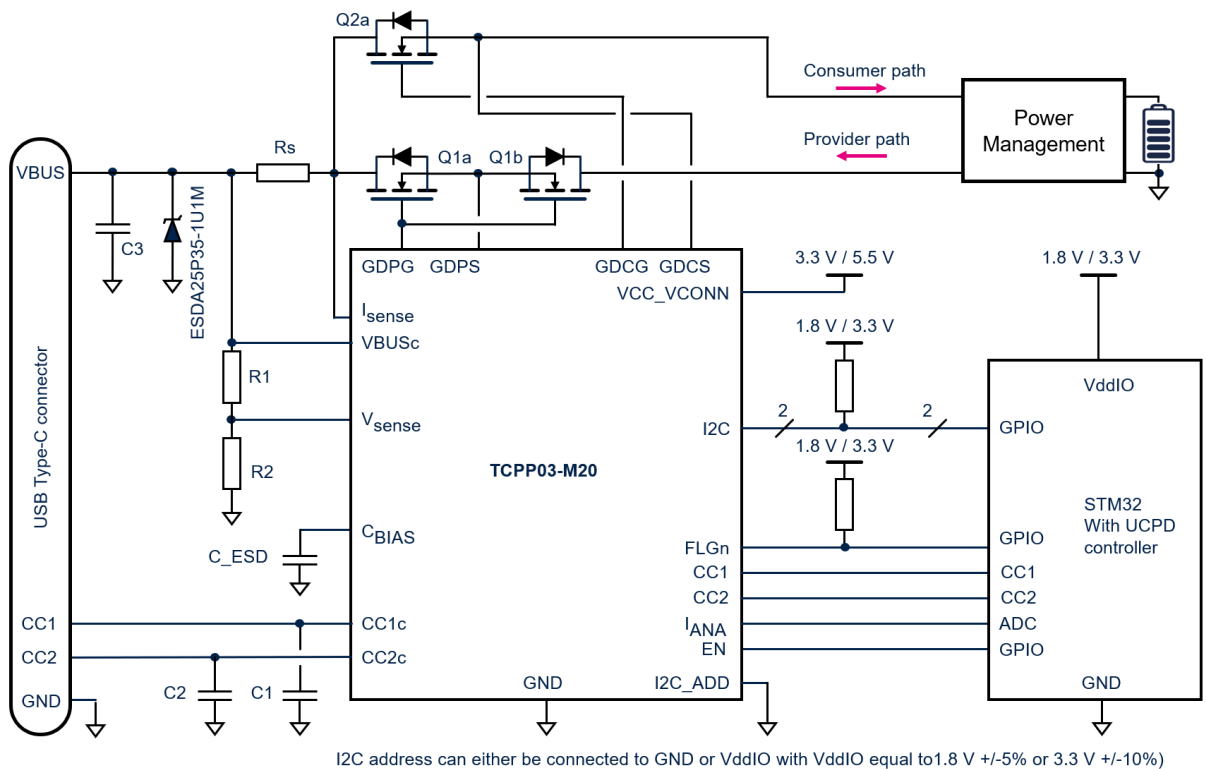 Q2a
Consumer path
Power
Management
Provider path
Rs
Q1a
Q1b
VBUS
C3
ESDA25P35-1U1M
GDPG
GDPS
GDCG
GDCS
3.3 V / 5.5 V
1.8 V / 3.3 V
VCC_VCONN
Isense
VBUSc
1.8 V / 3.3 V
R1
VddIO
Vsense
I2C
2
2
GPIO
1.8 V / 3.3 V
R2
TCPP03-M20
USB Type-C connector
STM32
With UCPD
controller
CBIAS
C_ESD
FLGn
GPIO
CC1
CC1
CC2
CC2
CC1
CC1c
IANA
ADC
EN
GPIO
CC2
CC2c
C2
C1
GND
GND
I2C_ADD
GND
I2C address can either be connected to GND or VddIO with VddIO equal to1.8 V +/-5% or 3.3 V +/-10%)